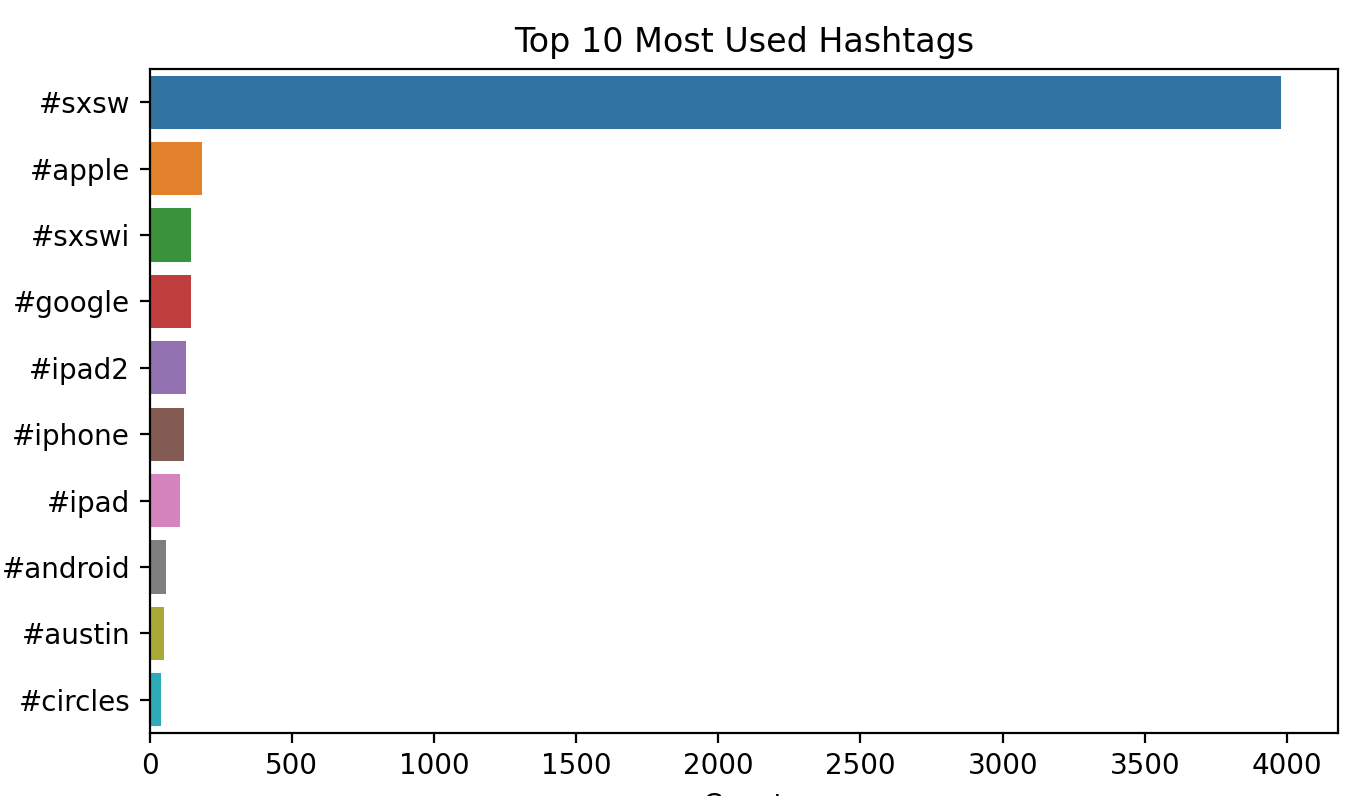 Top 10 Most Used Hashtags
#sxsw
#apple
#sxswi
#google
#ipad2
#iphone
#ipad
#android
#austin
#circles
0 500 1000 1500 2000 2500 3000 3500 4000